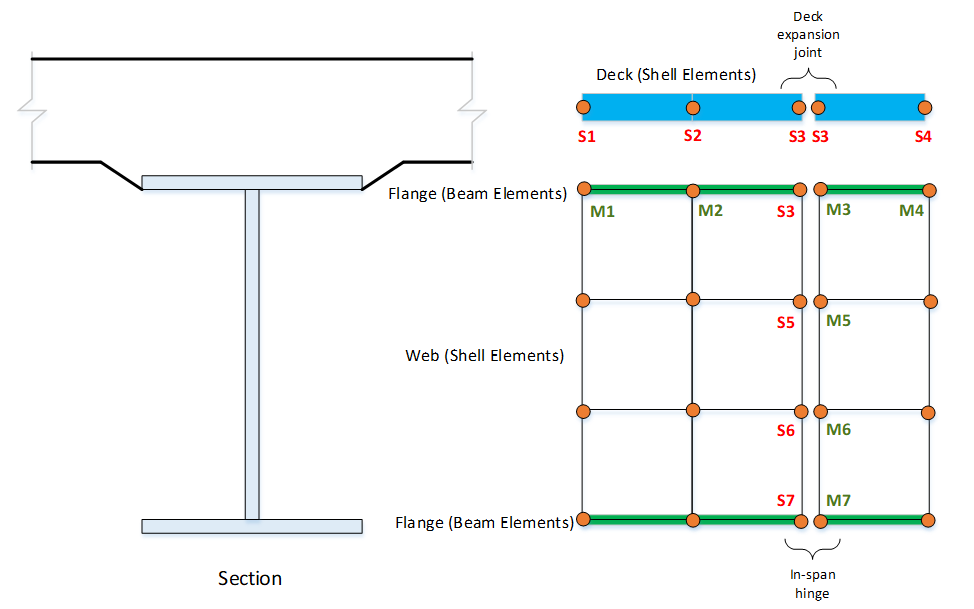 Deck
expansion
joint
Deck (Shell Elements)
S1 S2 S3 S3 S4
Flange (Beam Elements)
M1 M2 S3 M3 M4
S5 M5
Web (Shell Elements)
S6 M6
S7 M7
Flange (Beam Elements)
Section
In-span
hinge